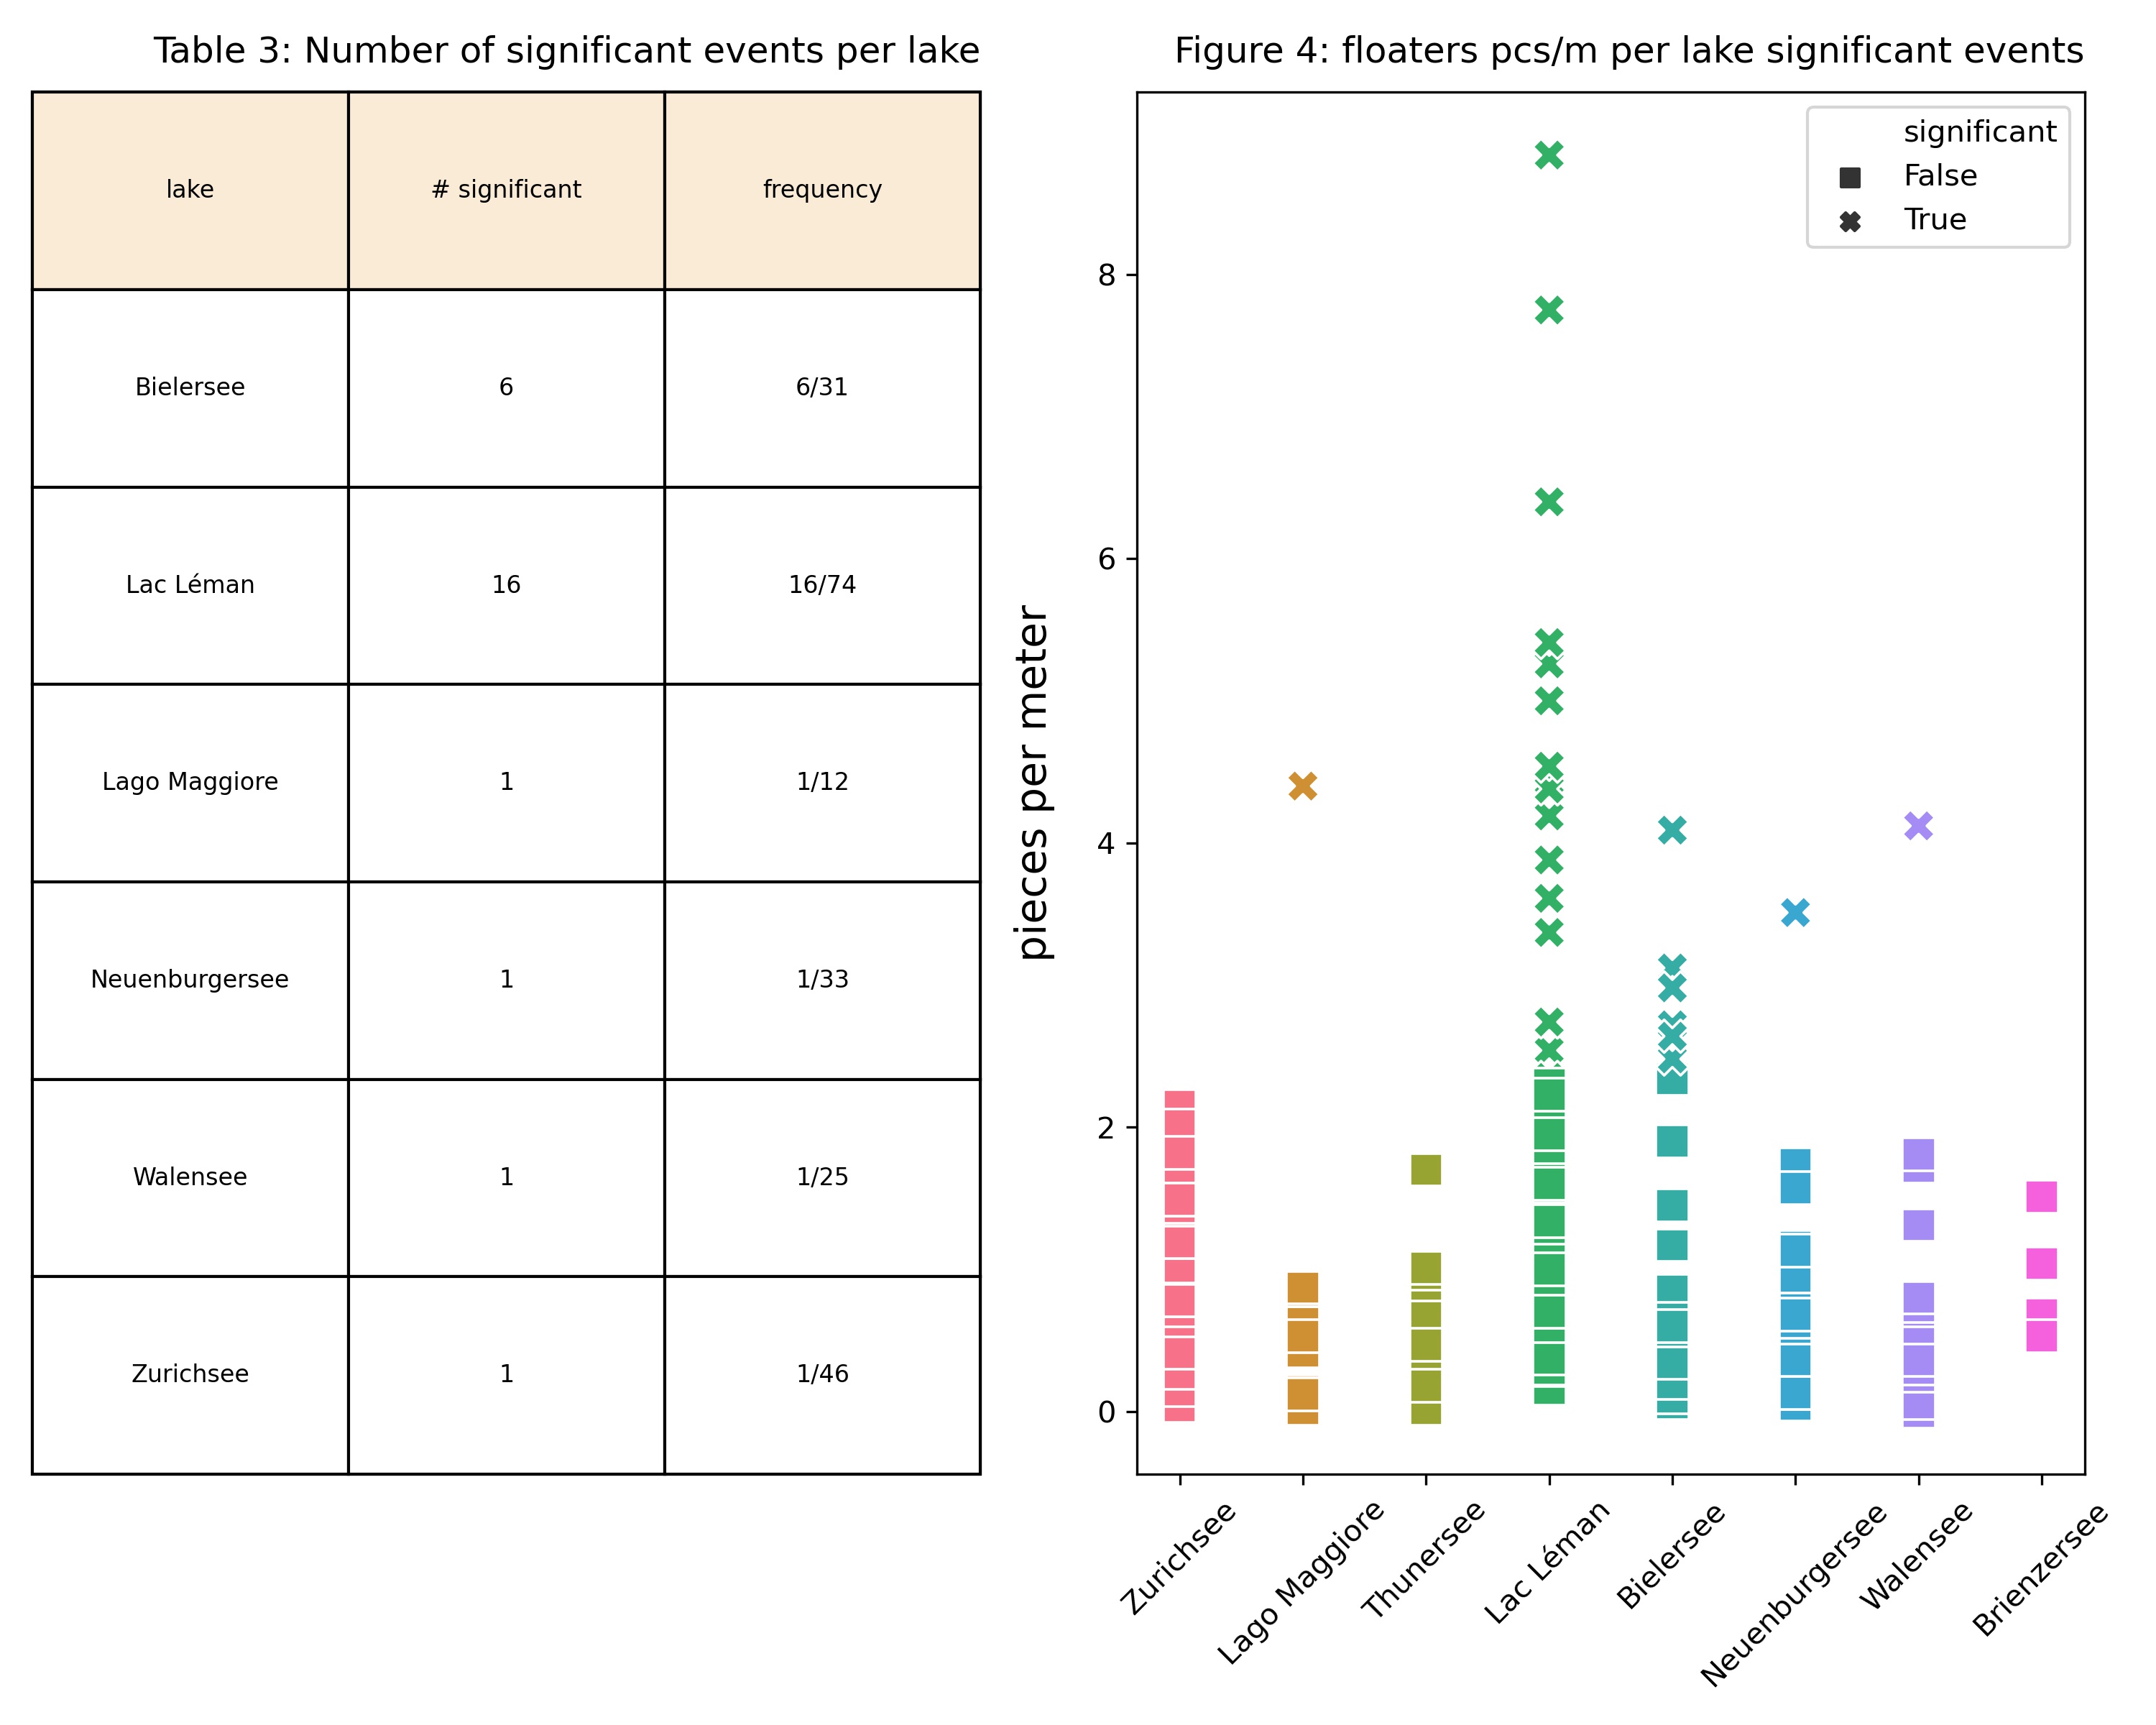 Table 3: Number of significant events per lake
lake # significant frequency
Bielersee 6 6/31
Lac Léman 16 16/74
Lago Maggiore 1 1/12
Neuenburgersee 1 1/33
Walensee 1 1/25
Zurichsee 1 1/46
Figure 4: floaters pcs/m per lake significant events
significant
False
True
pieces per meter
8
6
4
2
0
Zurichsee
Lago Maggiore
Thunersee
Lac Léman
Bielersee
Neuenburgersee
Walensee
Brienzersee